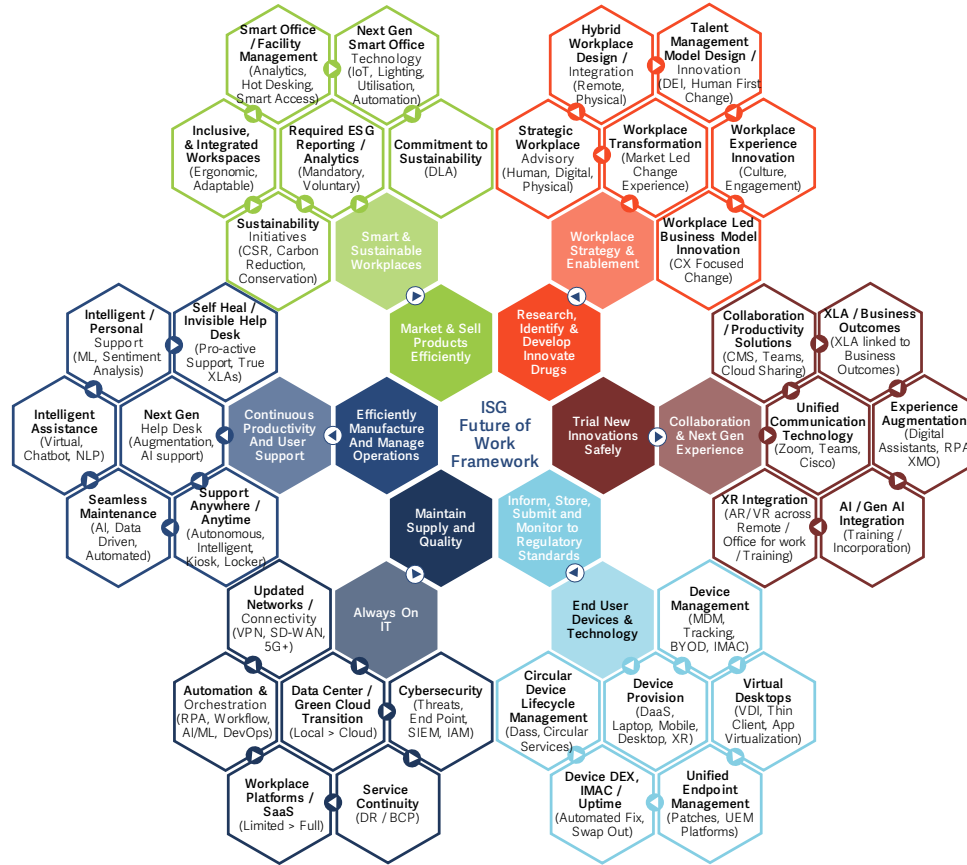 Smart Office
/ Facility
Management
(Analytics,
Hot Desking,
Smart Access)
Next Gen
Smart Office
Technology
(IoT, Lighting,
Utilisation,
Automation)
Inclusive,
& Integrated
Workspaces
(Ergonomic,
Adaptable)
Required ESG
Reporting /
Analytics
(Mandatory,
Voluntary)
Commitment to
Sustainability
(DLA)
Sustainability
Initiatives
(CSR, Carbon
Reduction,
Conservation)
Smart &
Sustainable
Workplaces
Market & Sell
Products
Efficiently
Hybrid
Workplace
Design /
Integration
(Remote,
Physical)
Talent
Management
Model Design /
Innovation
(DEI, Human First
Change)
Strategic
Workplace
Advisory
(Human, Digital,
Physical)
Workplace
Transformation
(Market Led
Change
Experience)
Workplace
Experience
Innovation
(Culture,
Engagement)
Workplace
Strategy &
Enablement
Workplace Led
Business Model
Innovation
(CX Focused
Change)
Research,
Identify &
Develop
Innovate
Drugs
Intelligent /
Personal
Support
(ML, Sentiment
Analysis)
Self Heal /
Invisible Help
Desk
(Pro-active
Support, True
XLAs)
Intelligent
Assistance
(Virtual,
Chatbot, NLP)
Next Gen
Help Desk
(Augmentation,
AI support)
Continuous
Productivity
And User
Support
Efficiently
Manufacture
And Manage
Operations
Seamless
Maintenance
(AI, Data
Driven,
Automated)
Support
Anywhere /
Anytime
(Autonomous,
Intelligent,
Kiosk, Locker)
ISG
Future of
Work
Framework
Trial New
Innovations
Safely
Collaboration
& Next Gen
Experience
Collaboration
/ Productivity
Solutions
(CMS, Teams,
Cloud Sharing)
XLA / Business
Outcomes
(XLA linked to
Business
Outcomes)
Unified
Communication
Technology
(Zoom, Teams,
Cisco)
Experience
Augmentation
(Digital
Assistants, RPA,
XMO)
XR Integration
(AR/VR across
Remote /
Office for work
/ Training)
AI / Gen AI
Integration
(Training /
Incorporation)
Maintain
Supply and
Quality
Inform, Store,
Submit and
Monitor to
Regulatory
Standards
Updated
Networks /
Connectivity
(VPN, SD-WAN,
5G+)
Always On
IT
Automation &
Orchestration
(RPA, Workflow,
AI/ML, DevOps)
Data Center /
Green Cloud
Transition
(Local > Cloud)
Cybersecurity
(Threats,
End Point,
SIEM, IAM)
Workplace
Platforms /
SaaS
(Limited > Full)
Service
Continuity
(DR / BCP)
End User
Devices &
Technology
Device
Management
(MDM,
Tracking,
BYOD, IMAC)
Circular
Device
Lifecycle
Management
(Dass, Circular
Services)
Device
Provision
(DaaS,
Laptop, Mobile,
Desktop, XR)
Virtual
Desktops
(VDI, Thin
Client, App
Virtualization)
Device DEX,
IMAC /
Uptime
(Automated Fix,
Swap Out)
Unified
Endpoint
Management
(Patches, UEM
Platforms)